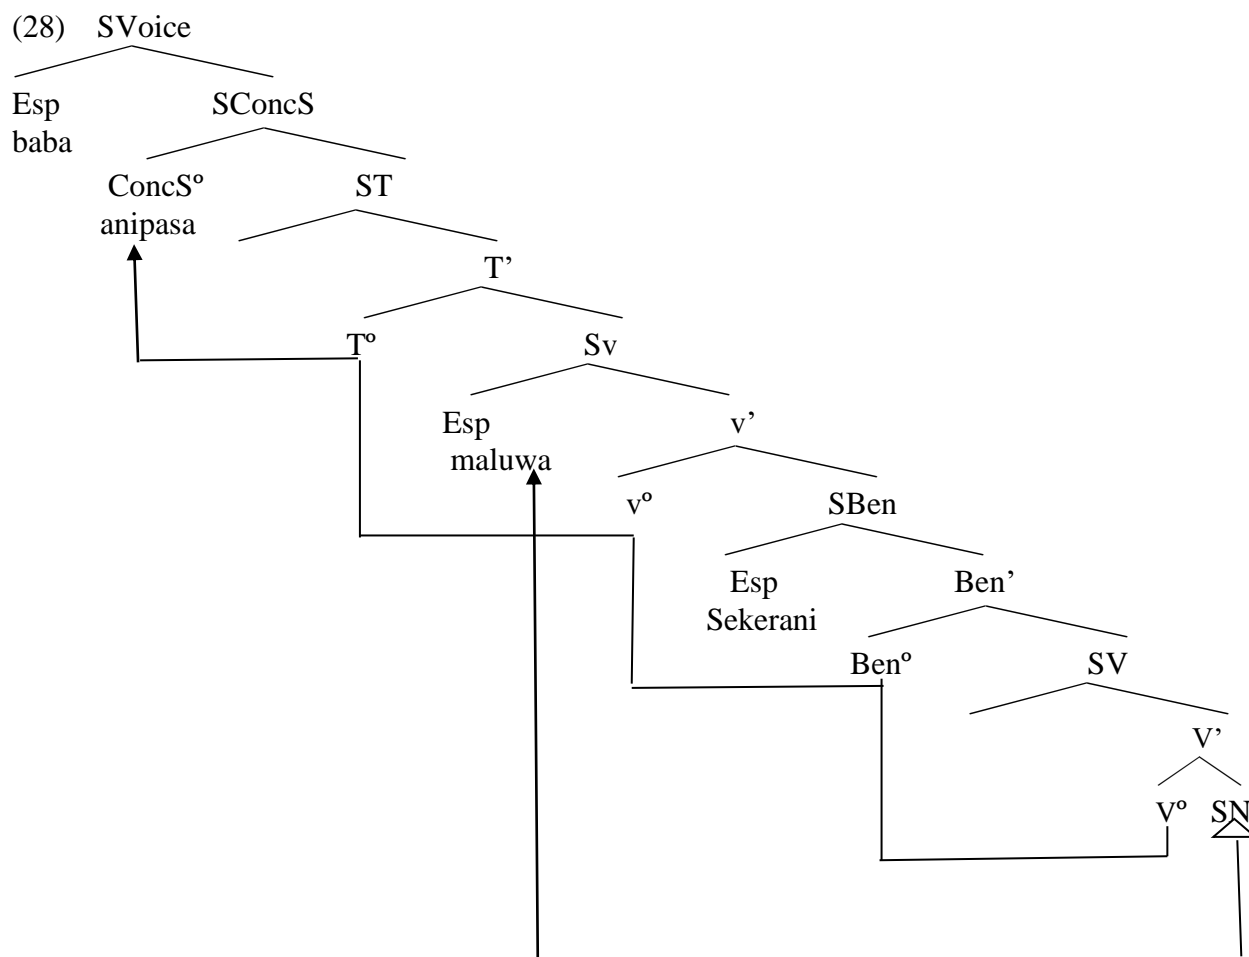 (28) SVoice
Esp SConcS
baba
ConcSº ST
anipasa
T’
Tº Sv
Esp v’
maluwa
vº SBen
Esp Ben’
Sekerani
Benº SV
V’
Vº SN